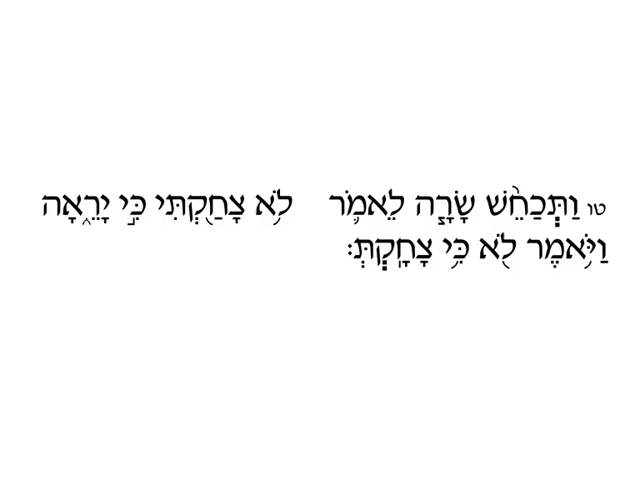 טו וַתְּכַחֵ֨שׁ שָׂרָ֧ה לֵאמֹ֛ר לֹ֥א צָחַ֖קְתִּי כִּ֣י יָרֵ֑אָה
וַיֹּ֥אמֶר לֹ֖א כִּ֥י צָחָֽקְתְּ׃